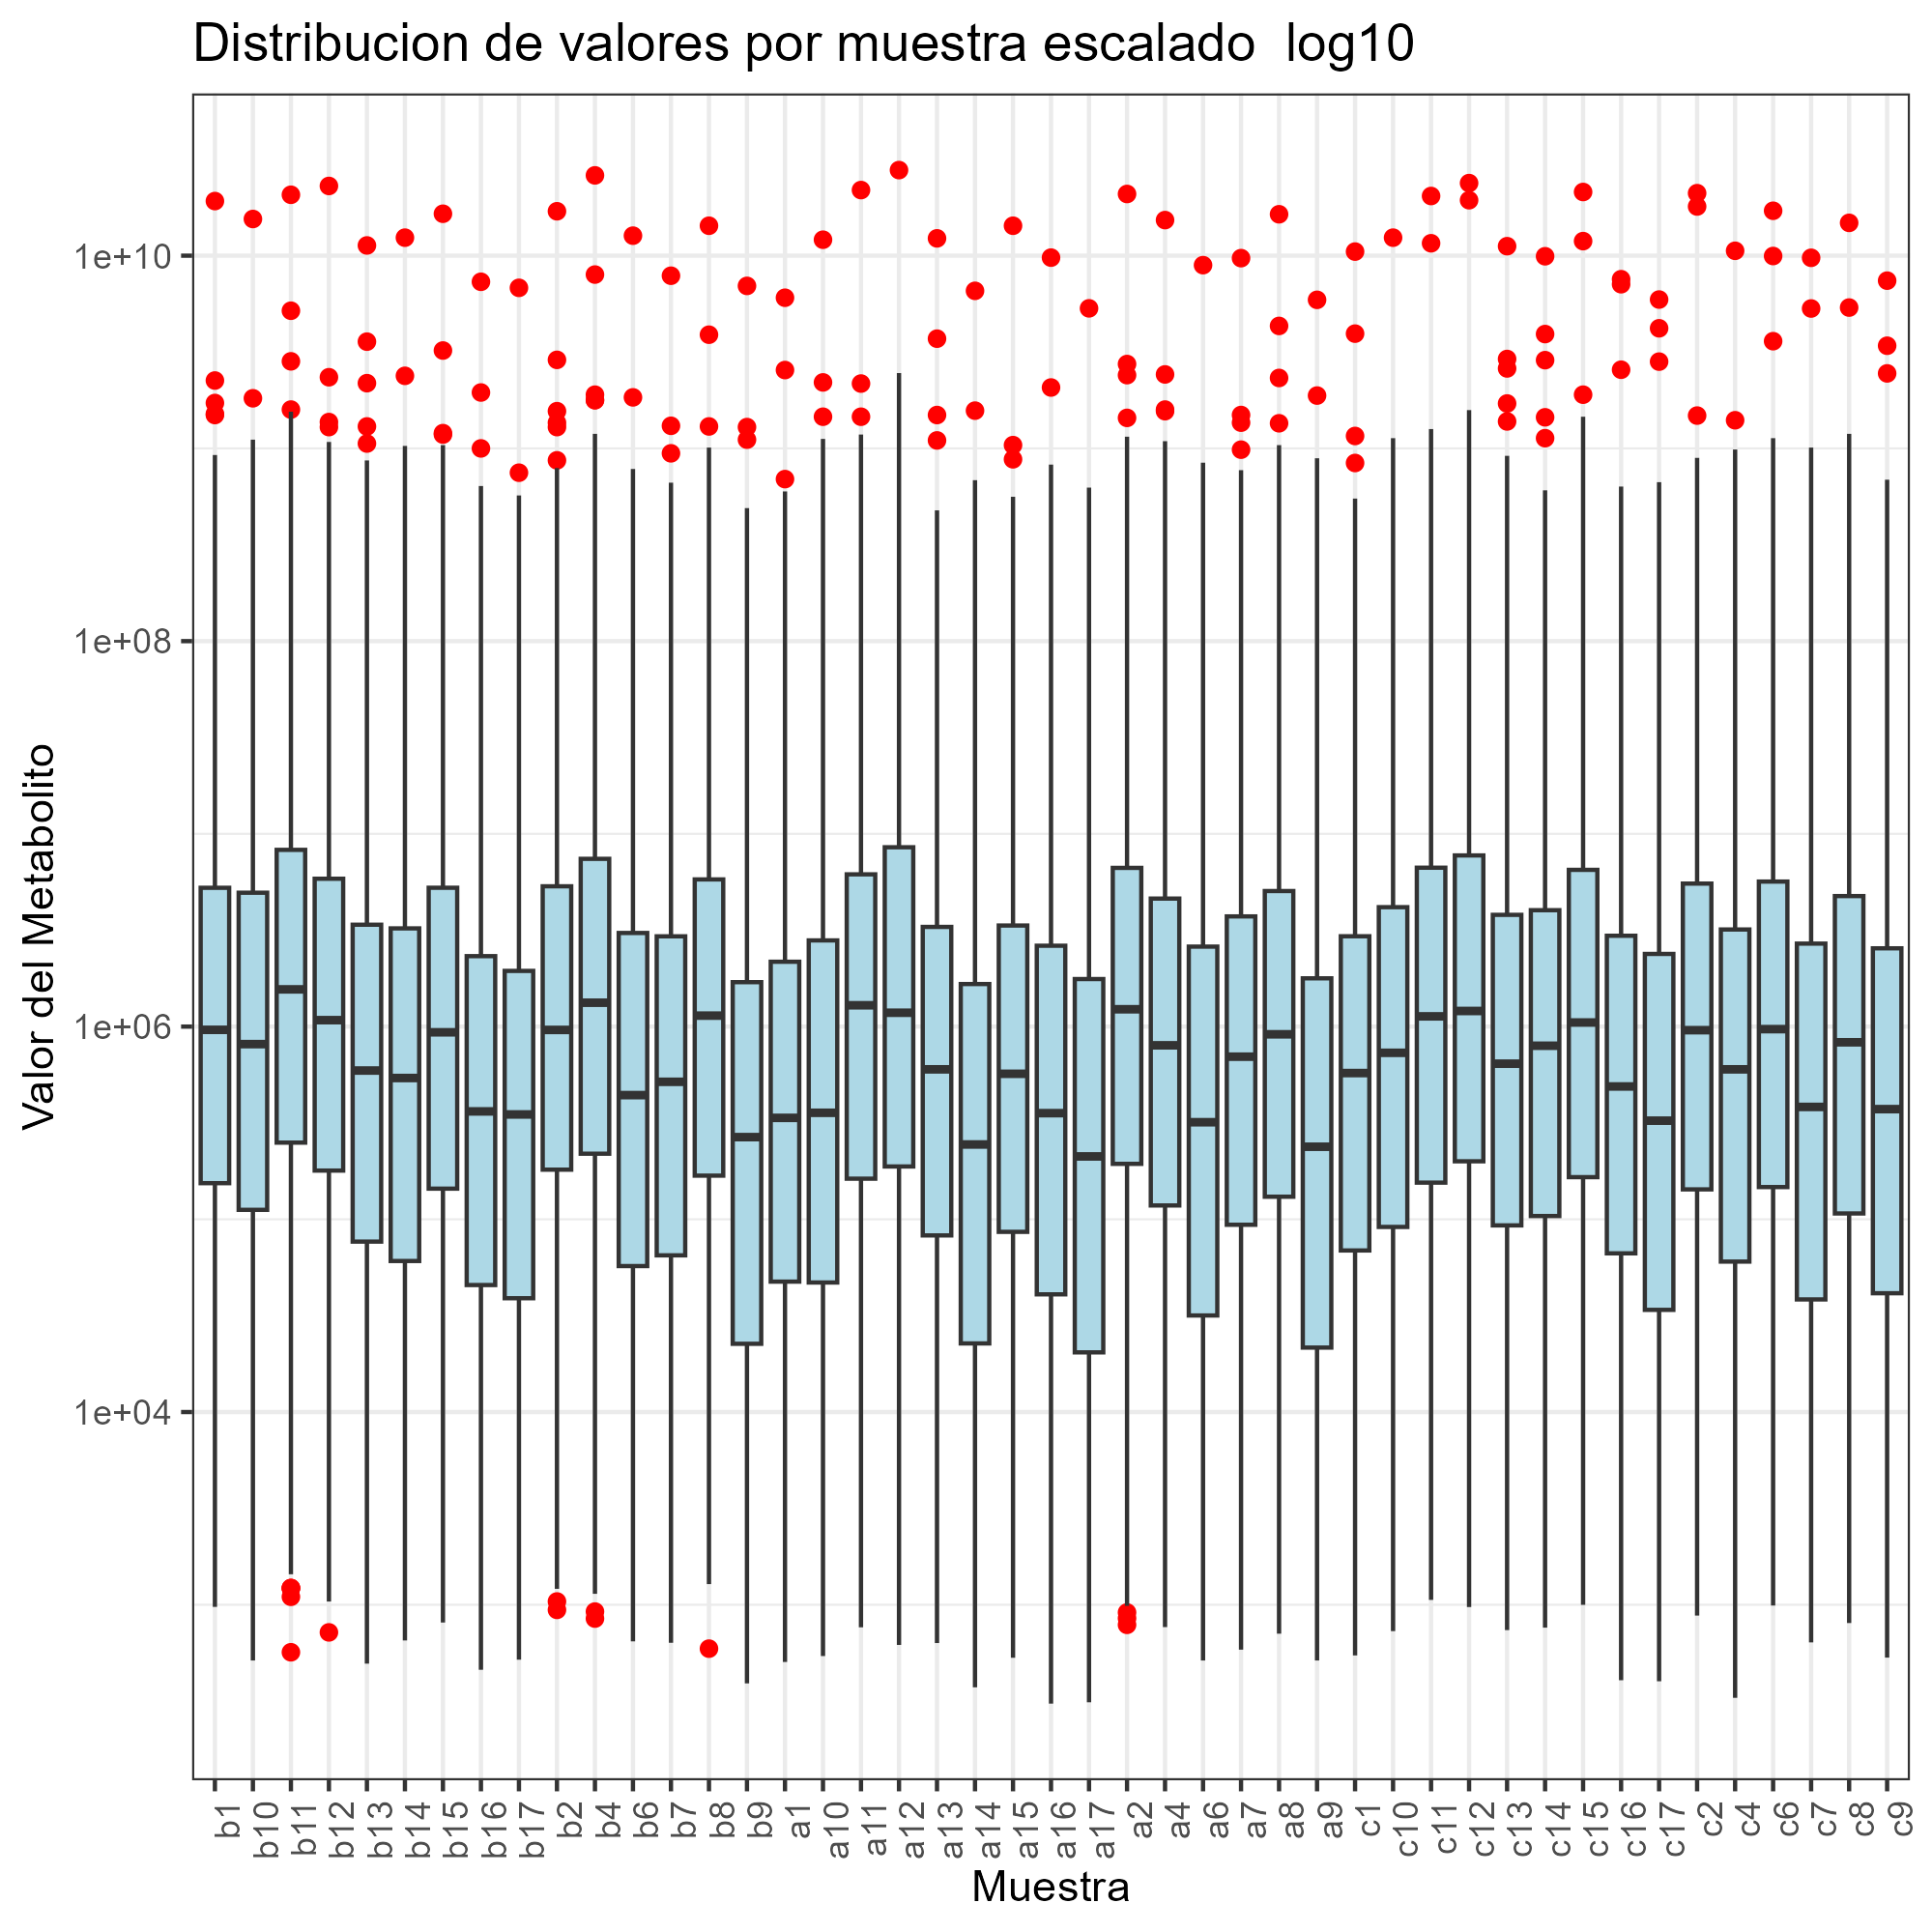 Distribucion de valores por muestra escalado  log10
Valor del Metabolito
1e+10
1e+08
1e+06
1e+04
b1
b10
b11
b12
b13
b14
b15
b16
b17
b2
b4
b6
b7
b8
b9
a1
a10
a11
a12
a13
a14
a15
a16
a17
a2
a4
a6
a7
a8
a9
c1
c10
c11
c12
c13
c14
c15
c16
c17
c2
c4
c6
c7
c8
c9
Muestra